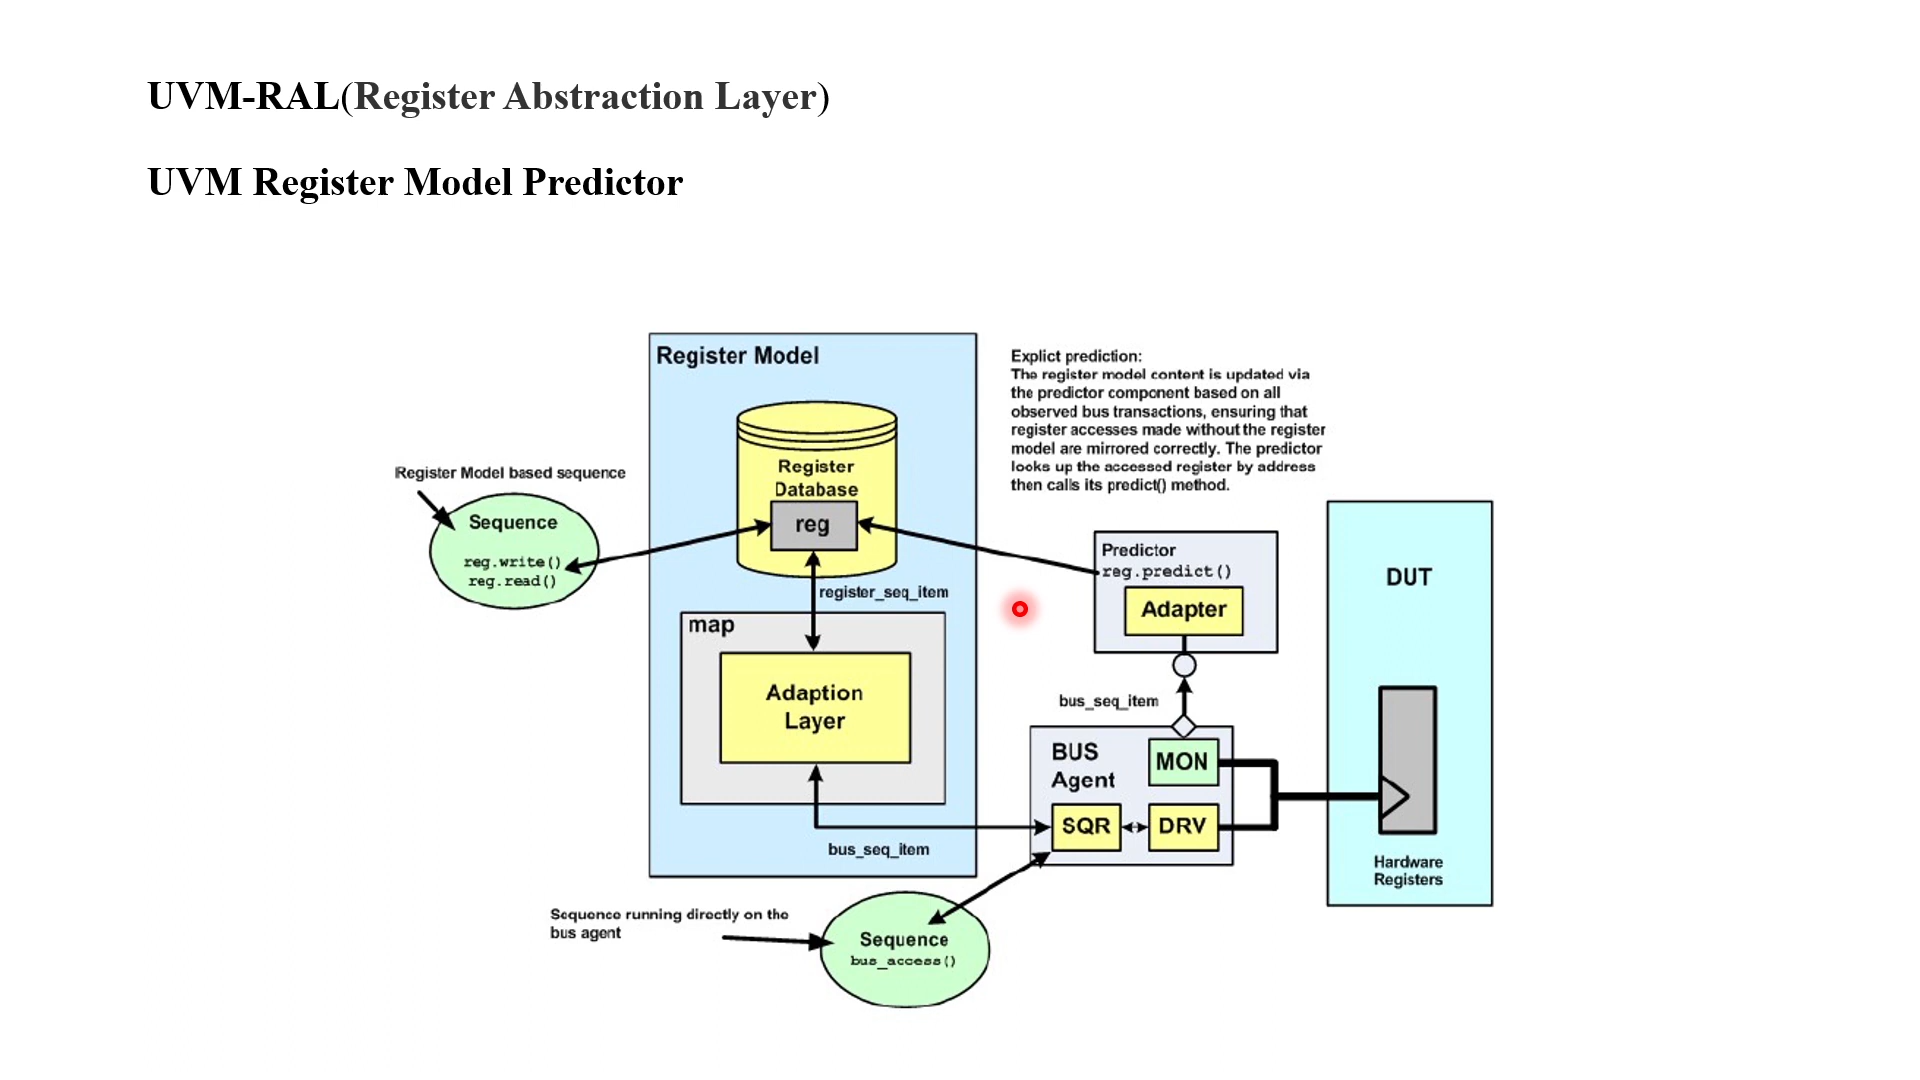 UVM-RAL(Register Abstraction Layer)
UVM Register Model Predictor
Register Model
Explict prediction:
The register model content is updated via
the predictor component based on all
observed bus transactions, ensuring that
register accesses made without the register
model are mirrored correctly. The predictor
looks up the accessed register by address
then calls its predict() method.
Register
Database
reg
Register Model based sequence
Sequence
reg.write()
reg.read()
register_seq_item
map
Adaption
Layer
bus_seq_item
Predictor
reg.predict()
Adapter
bus_seq_item
BUS
Agent
MON
SQR
DRV
DUT
Hardware
Registers
Sequence running directly on the
bus agent
Sequence
bus_access()